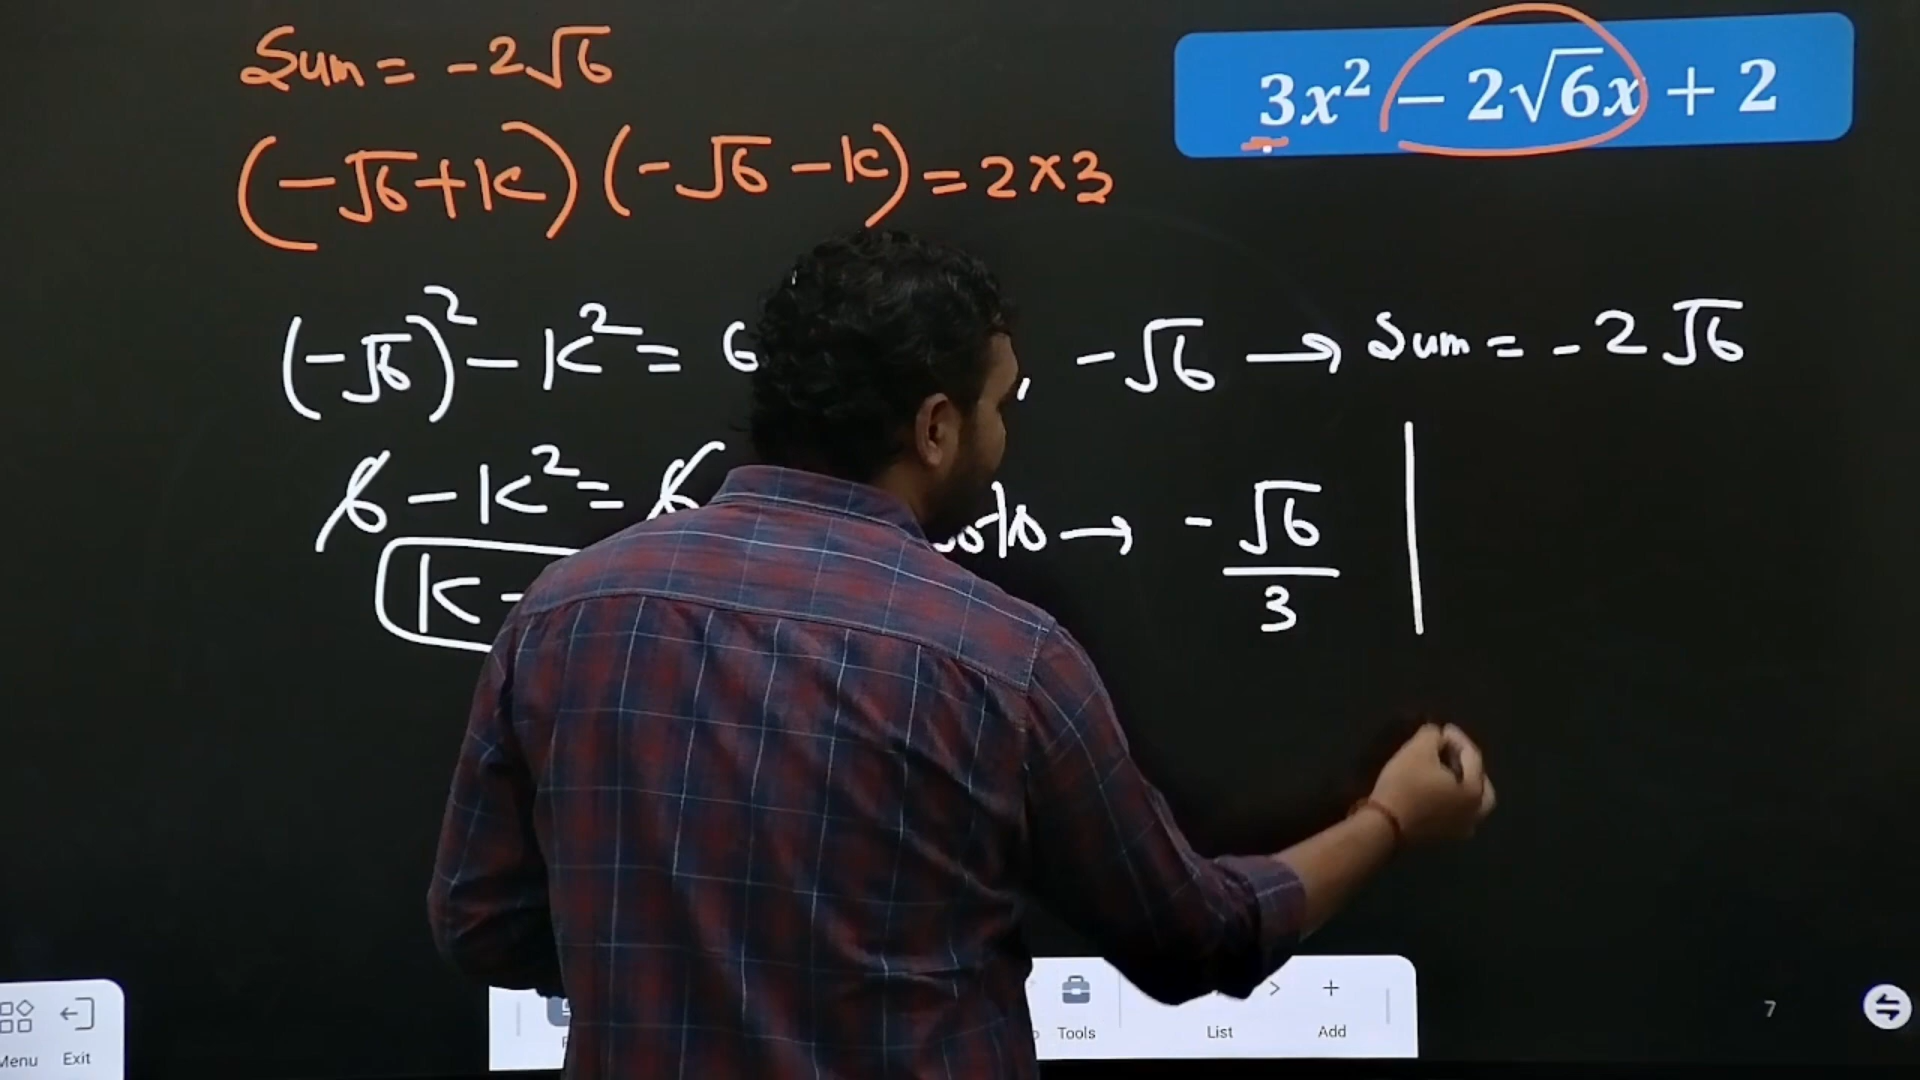 Sum = -2√6
3x² - 2√6x + 2
(-√6+K)(-√6-K) = 2×3
(-√6)² - K² = 6
, -√6 → Sum = -2√6
6 - K² = 6
→ -√6/3
K
Menu Exit
Tools List Add
7